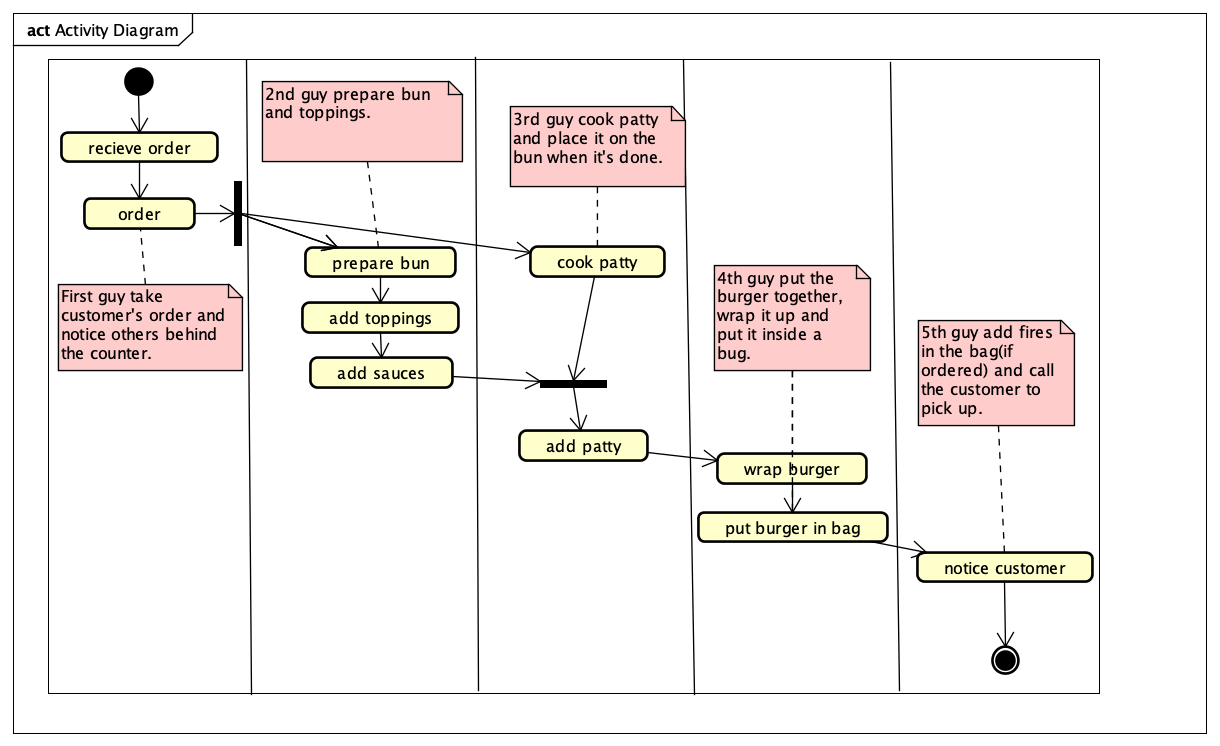 act Activity Diagram
recieve order
order
First guy take
customer's order and
notice others behind
the counter.
2nd guy prepare bun
and toppings.
prepare bun
add toppings
add sauces
3rd guy cook patty
and place it on the
bun when it's done.
cook patty
add patty
4th guy put the
burger together,
wrap it up and
put it inside a
bug.
wrap burger
put burger in bag
5th guy add fires
in the bag(if
ordered) and call
the customer to
pick up.
notice customer